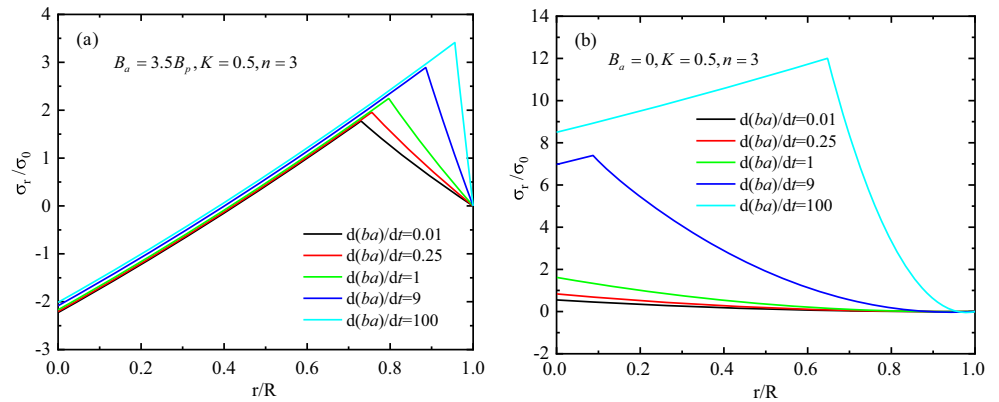 (a)
B_a = 3.5B_p, K = 0.5, n = 3
σ_r/σ_0
4
3
2
1
0
-1
-2
-3
d(ba)/dt=0.01
d(ba)/dt=0.25
d(ba)/dt=1
d(ba)/dt=9
d(ba)/dt=100
0.0 0.2 0.4 0.6 0.8 1.0
r/R
(b)
B_a = 0, K = 0.5, n = 3
σ_r/σ_0
14
12
10
8
6
4
2
0
-2
d(ba)/dt=0.01
d(ba)/dt=0.25
d(ba)/dt=1
d(ba)/dt=9
d(ba)/dt=100
0.0 0.2 0.4 0.6 0.8 1.0
r/R